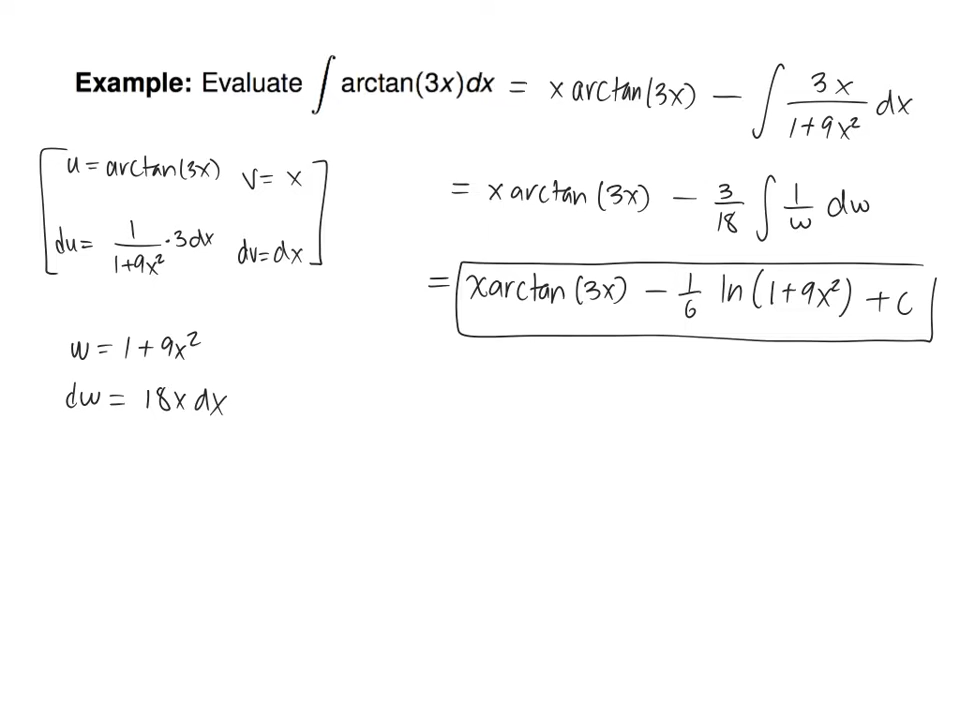 Example: Evaluate ∫ arctan(3x)dx = x arctan(3x) − ∫ 3x/(1+9x²) dx
[u = arctan(3x) v = x
du = 1/(1+9x²) · 3dx dv = dx]
= x arctan(3x) − 3/18 ∫ 1/w dw
= x arctan(3x) − 1/6 ln(1+9x²) + C
w = 1 + 9x²
dw = 18x dx